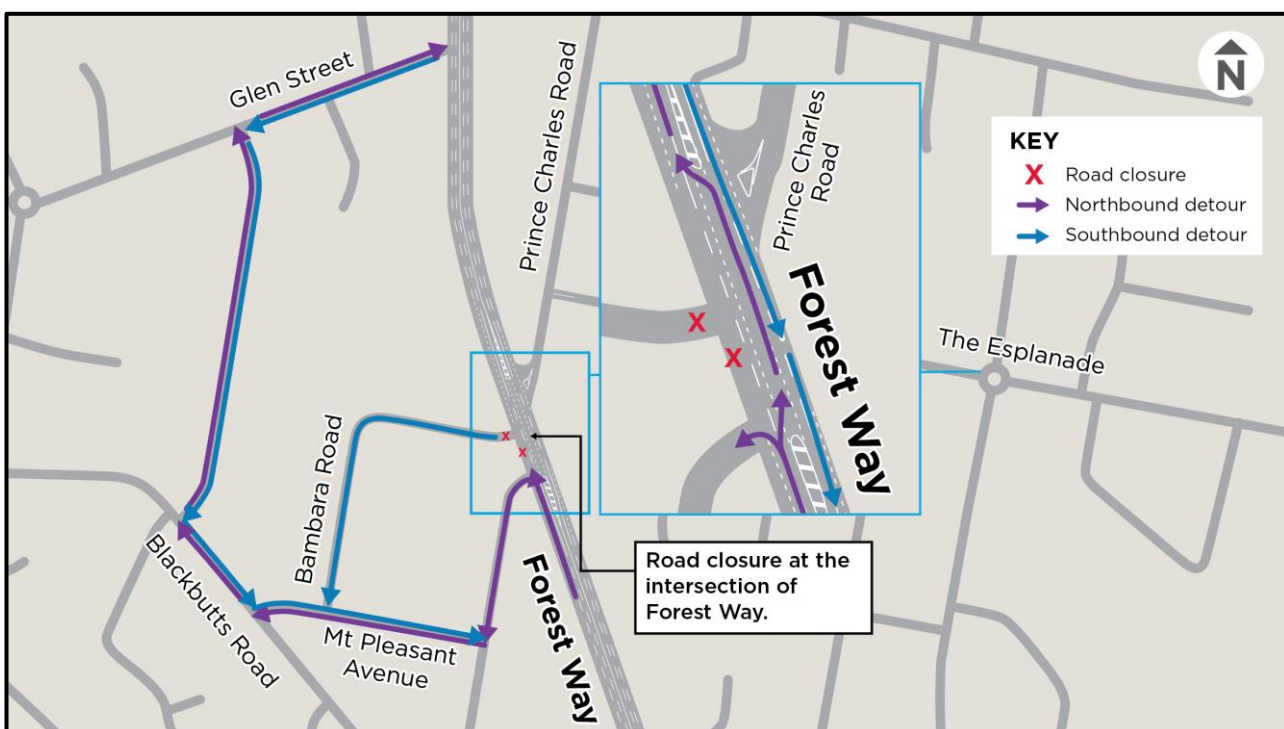 Glen Street
Prince Charles Road
Prince Charles
Road
N
KEY
X Road closure
Northbound detour
Southbound detour
X
X
Forest Way
The Esplanade
Bambara Road
x
x
Road closure at the
intersection of
Forest Way.
Blackbutts Road
Mt Pleasant
Avenue
Forest Way